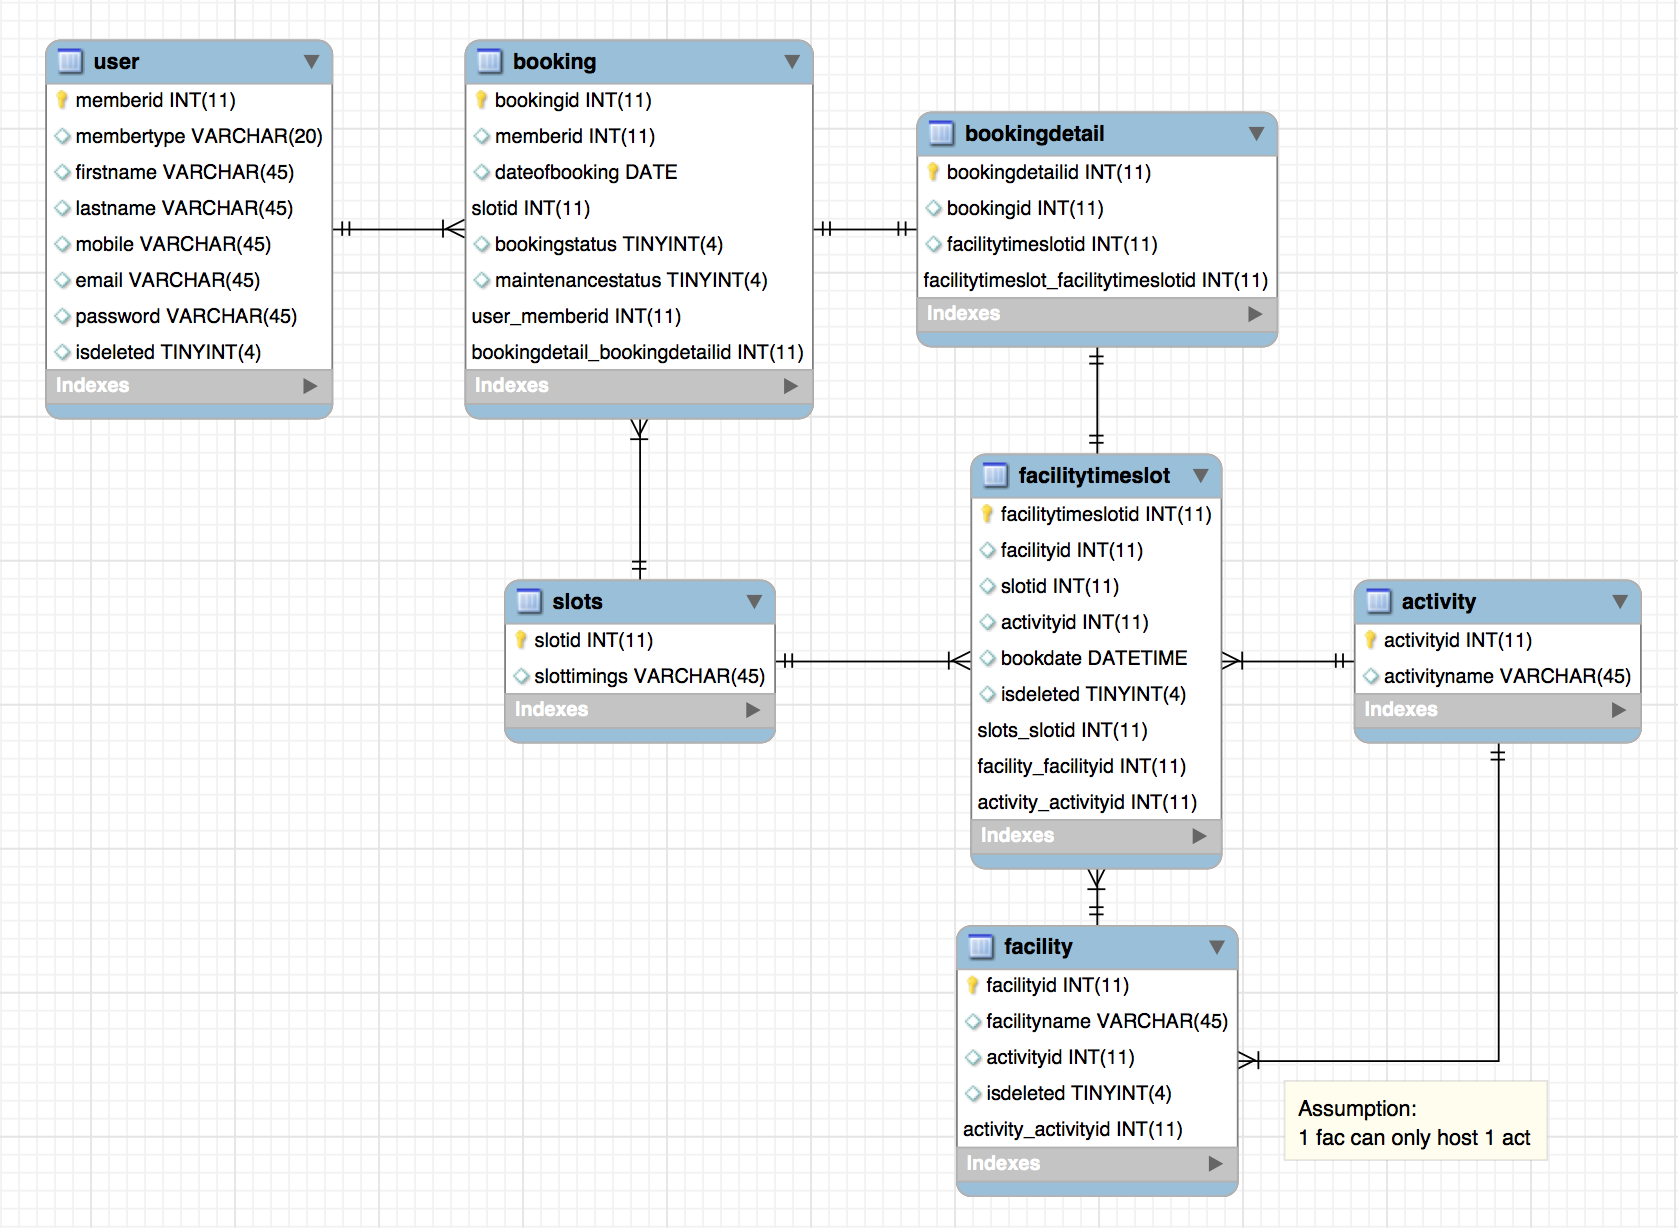 user
memberid INT(11)
membertype VARCHAR(20)
firstname VARCHAR(45)
lastname VARCHAR(45)
mobile VARCHAR(45)
email VARCHAR(45)
password VARCHAR(45)
isdeleted TINYINT(4)
Indexes
booking
bookingid INT(11)
memberid INT(11)
dateofbooking DATE
slotid INT(11)
bookingstatus TINYINT(4)
maintenancestatus TINYINT(4)
user_memberid INT(11)
bookingdetail_bookingdetailid INT(11)
Indexes
bookingdetail
bookingdetailid INT(11)
bookingid INT(11)
facilitytimeslotid INT(11)
facilitytimeslot_facilitytimeslotid INT(11)
Indexes
facilitytimeslot
facilitytimeslotid INT(11)
facilityid INT(11)
slotid INT(11)
activityid INT(11)
bookdate DATETIME
isdeleted TINYINT(4)
slots_slotid INT(11)
facility_facilityid INT(11)
activity_activityid INT(11)
Indexes
slots
slotid INT(11)
slottimings VARCHAR(45)
Indexes
activity
activityid INT(11)
activityname VARCHAR(45)
Indexes
facility
facilityid INT(11)
facilityname VARCHAR(45)
activityid INT(11)
isdeleted TINYINT(4)
activity_activityid INT(11)
Indexes
Assumption:
1 fac can only host 1 act